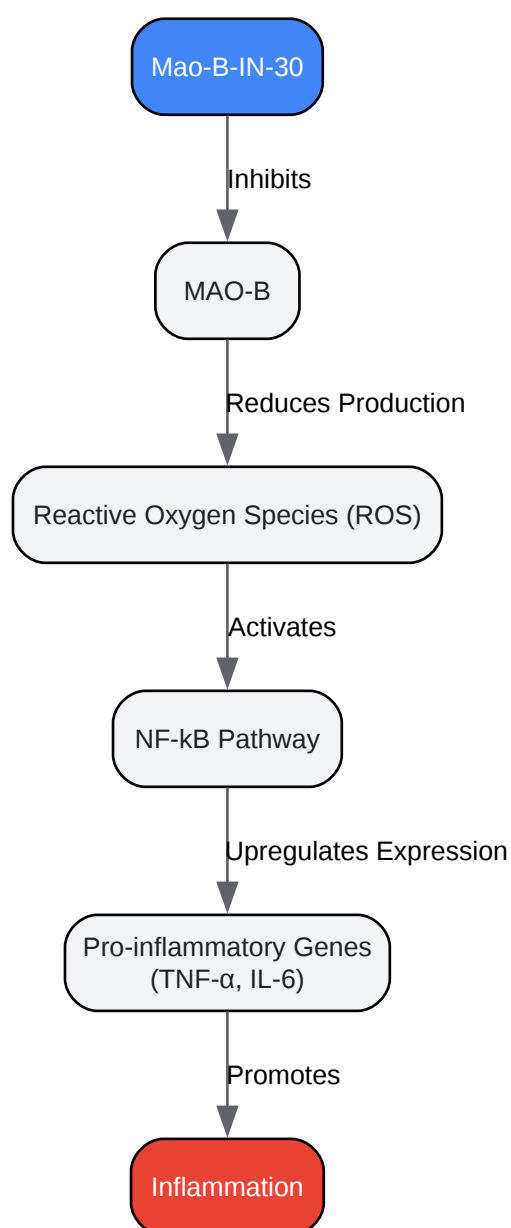 Mao-B-IN-30
Inhibits
MAO-B
Reduces Production
Reactive Oxygen Species (ROS)
Activates
NF-kB Pathway
Upregulates Expression
Pro-inflammatory Genes
(TNF-α, IL-6)
Promotes
Inflammation